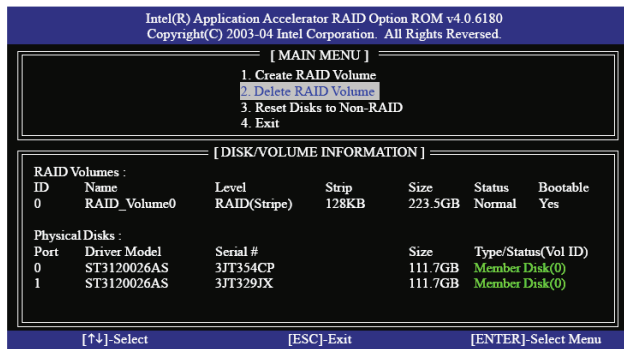 Intel(R) Application Accelerator RAID Option ROM v4.0.6180
Copyright(C) 2003-04 Intel Corporation.  All Rights Reversed.
[ MAIN MENU ]
1. Create RAID Volume
2. Delete RAID Volume
3. Reset Disks to Non-RAID
4. Exit
[ DISK/VOLUME INFORMATION ]
RAID Volumes :
ID Name Level Strip Size Status Bootable
0 RAID_Volume0 RAID(Stripe) 128KB 223.5GB Normal Yes
Physical Disks :
Port Driver Model Serial # Size Type/Status(Vol ID)
0 ST3120026AS 3JT354CP 111.7GB Member Disk(0)
1 ST3120026AS 3JT329JX 111.7GB Member Disk(0)
[↑↓]-Select [ESC]-Exit [ENTER]-Select Menu